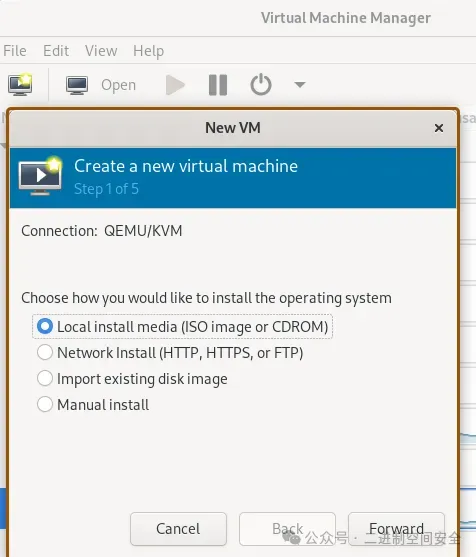 Virtual Machine Manager
File Edit View Help
Open
New VM
Create a new virtual machine
Step 1 of 5
Connection: QEMU/KVM
Choose how you would like to install the operating system
Local install media (ISO image or CDROM)
Network Install (HTTP, HTTPS, or FTP)
Import existing disk image
Manual install
Cancel Back Forward
公众号 · 二进制空间安全